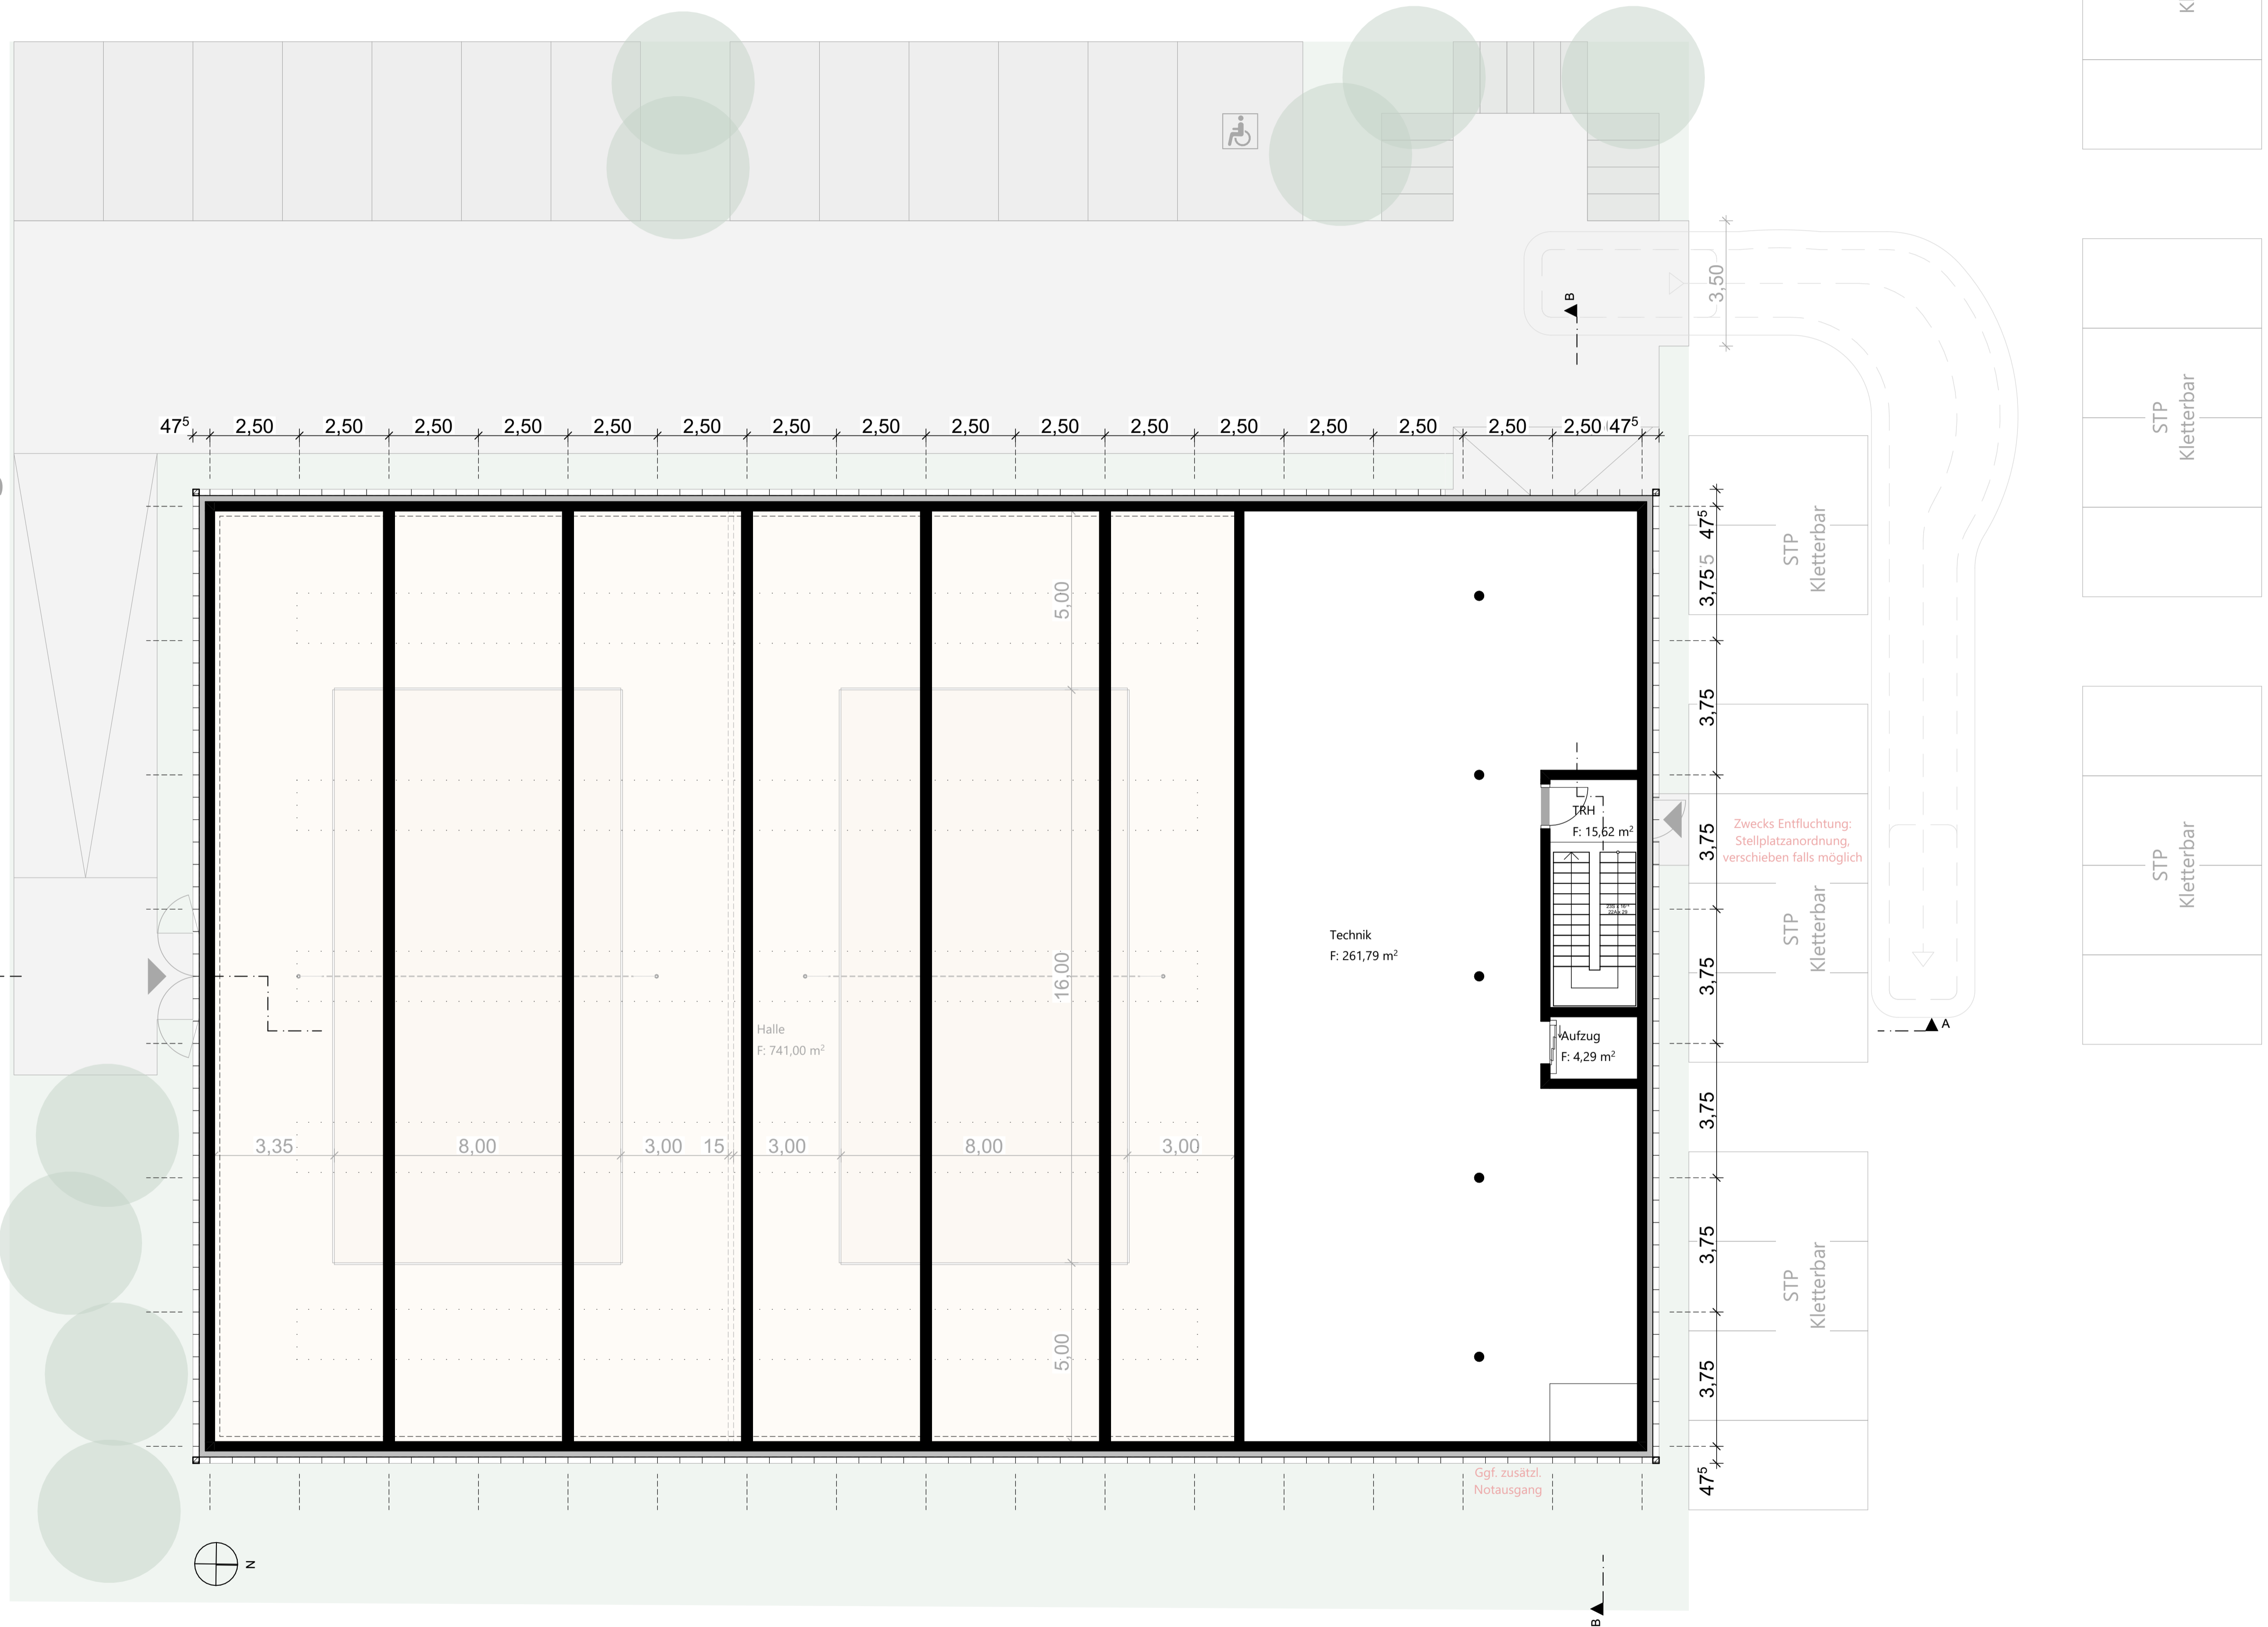 Kl
3,50
B
47⁵ 2,50 2,50 2,50 2,50 2,50 2,50 2,50 2,50 2,50 2,50 2,50 2,50 2,50 2,50 2,50 2,50 47⁵
STP
Kletterbar
STP
Kletterbar
47⁵
3,75
3,75
3,75
3,75
3,75
3,75
3,75
47⁵
5,00
16,00
5,00
TRH
F: 15,62 m²
Zwecks Entfluchtung:
Stellplatzanordnung,
verschieben falls möglich
STP
Kletterbar
STP
Kletterbar
Technik
F: 261,79 m²
Halle
F: 741,00 m²
Aufzug
F: 4,29 m²
A
3,35 8,00 3,00 15 3,00 8,00 3,00
STP
Kletterbar
Ggf. zusätzl.
Notausgang
N
B